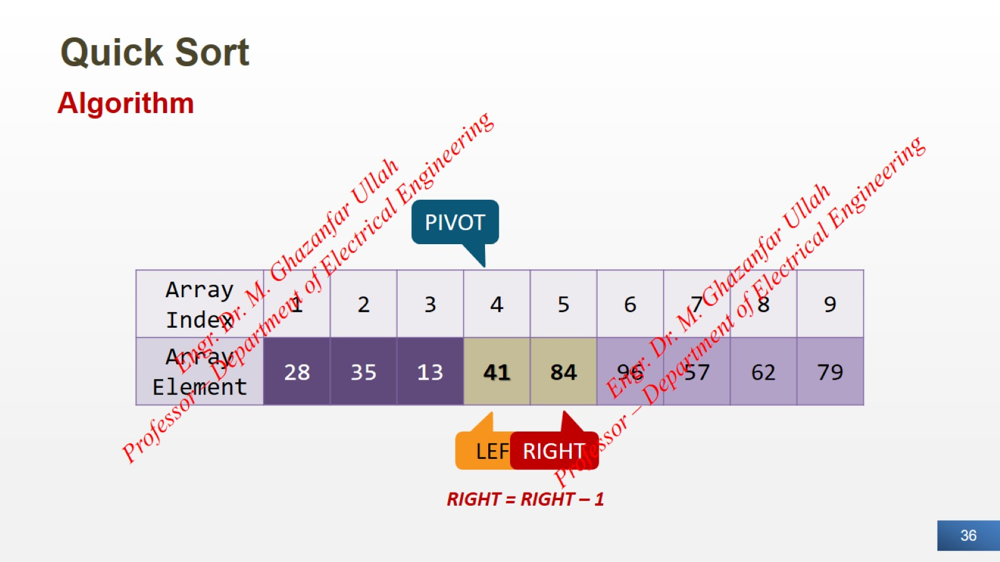 Quick Sort
Algorithm
Engr. Dr. M. Ghazanfar Ullah
Professor – Department of Electrical Engineering
Engr. Dr. M. Ghazanfar Ullah
Professor – Department of Electrical Engineering
PIVOT
Array Index 1 2 3 4 5 6 7 8 9
Array Element 28 35 13 41 84 96 57 62 79
LEF RIGHT
RIGHT = RIGHT – 1
36